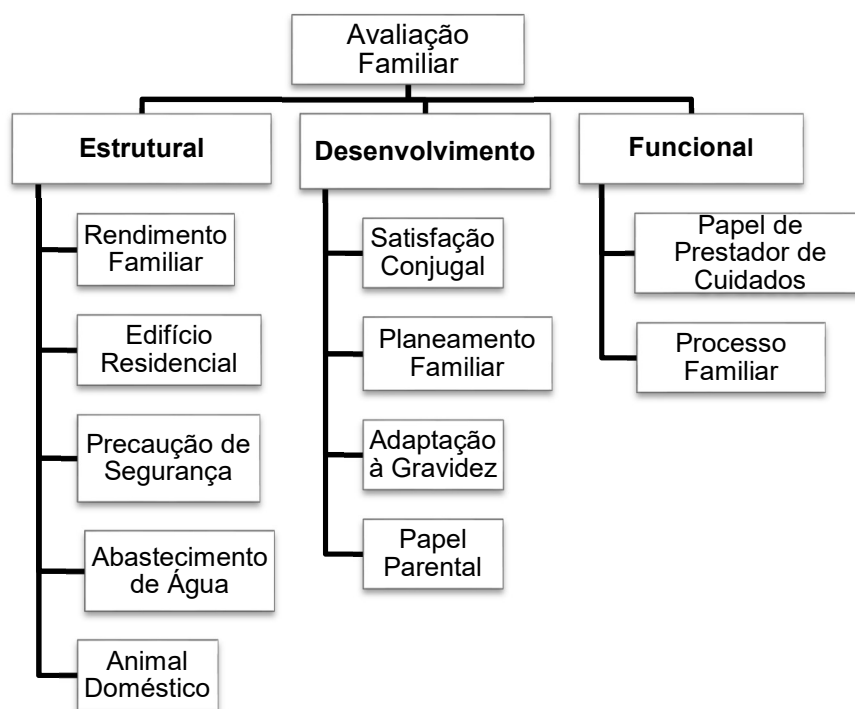 Avaliação
Familiar
Estrutural
Desenvolvimento
Funcional
Rendimento
Familiar
Edifício
Residencial
Precaução de
Segurança
Abastecimento
de Água
Animal
Doméstico
Satisfação
Conjugal
Planeamento
Familiar
Adaptação
à Gravidez
Papel
Parental
Papel de
Prestador de
Cuidados
Processo
Familiar